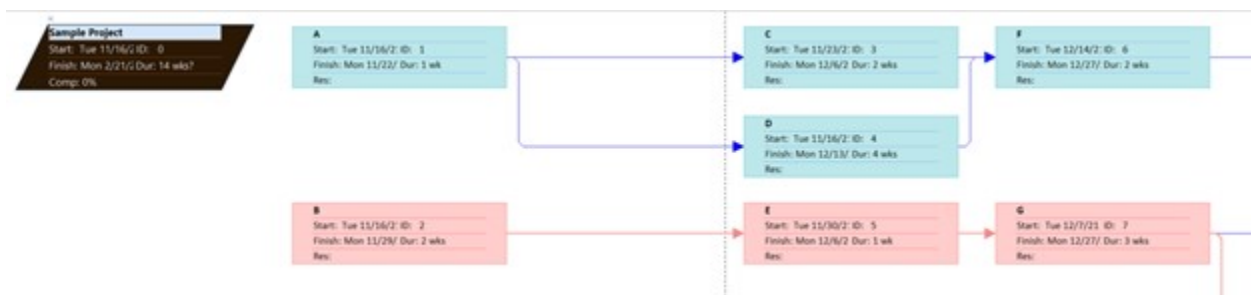 Sample Project
Start: Tue 11/16/2 ID: 0
Finish: Mon 2/21/2 Dur: 14 wks?
Comp: 0%
A
Start: Tue 11/16/2 ID: 1
Finish: Mon 11/22/ Dur: 1 wk
Res:
C
Start: Tue 11/23/2 ID: 3
Finish: Mon 12/6/2 Dur: 2 wks
Res:
F
Start: Tue 12/14/2 ID: 6
Finish: Mon 12/27/ Dur: 2 wks
Res:
D
Start: Tue 11/16/2 ID: 4
Finish: Mon 12/13/ Dur: 4 wks
Res:
B
Start: Tue 11/16/2 ID: 2
Finish: Mon 11/29/ Dur: 2 wks
Res:
E
Start: Tue 11/30/2 ID: 5
Finish: Mon 12/6/2 Dur: 1 wk
Res:
G
Start: Tue 12/7/21 ID: 7
Finish: Mon 12/27/ Dur: 3 wks
Res: